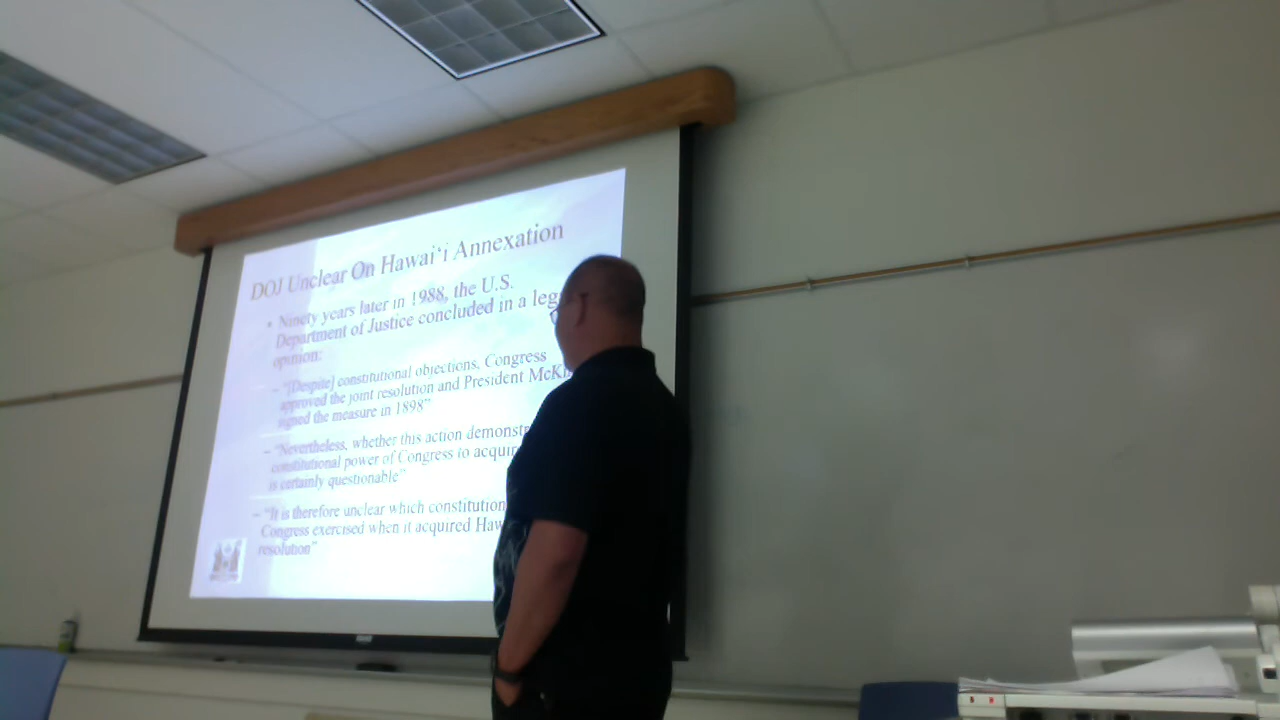 DOJ Unclear On Hawai‘i Annexation
• Ninety years later in 1988, the U.S.
Department of Justice concluded in a leg
opinion:
– “[Despite] constitutional objections, Congress
approved the joint resolution and President McKi
signed the measure in 1898”
– “Nevertheless, whether this action demonstr
constitutional power of Congress to acquir
is certainly questionable”
– “It is therefore unclear which constitution
Congress exercised when it acquired Haw
resolution”